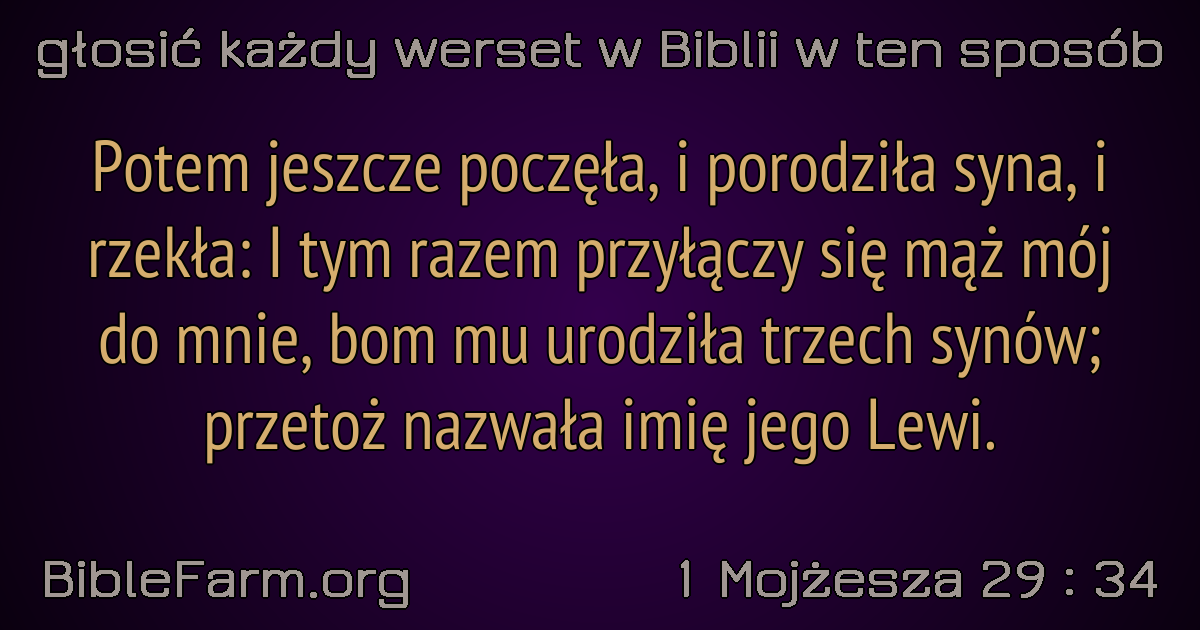 głosić każdy werset w Biblii w ten sposób
Potem jeszcze poczęła, i porodziła syna, i
rzekła: I tym razem przyłączy się mąż mój
do mnie, bom mu urodziła trzech synów;
przetoż nazwała imię jego Lewi.
BibleFarm.org
1 Mojżesza 29 : 34